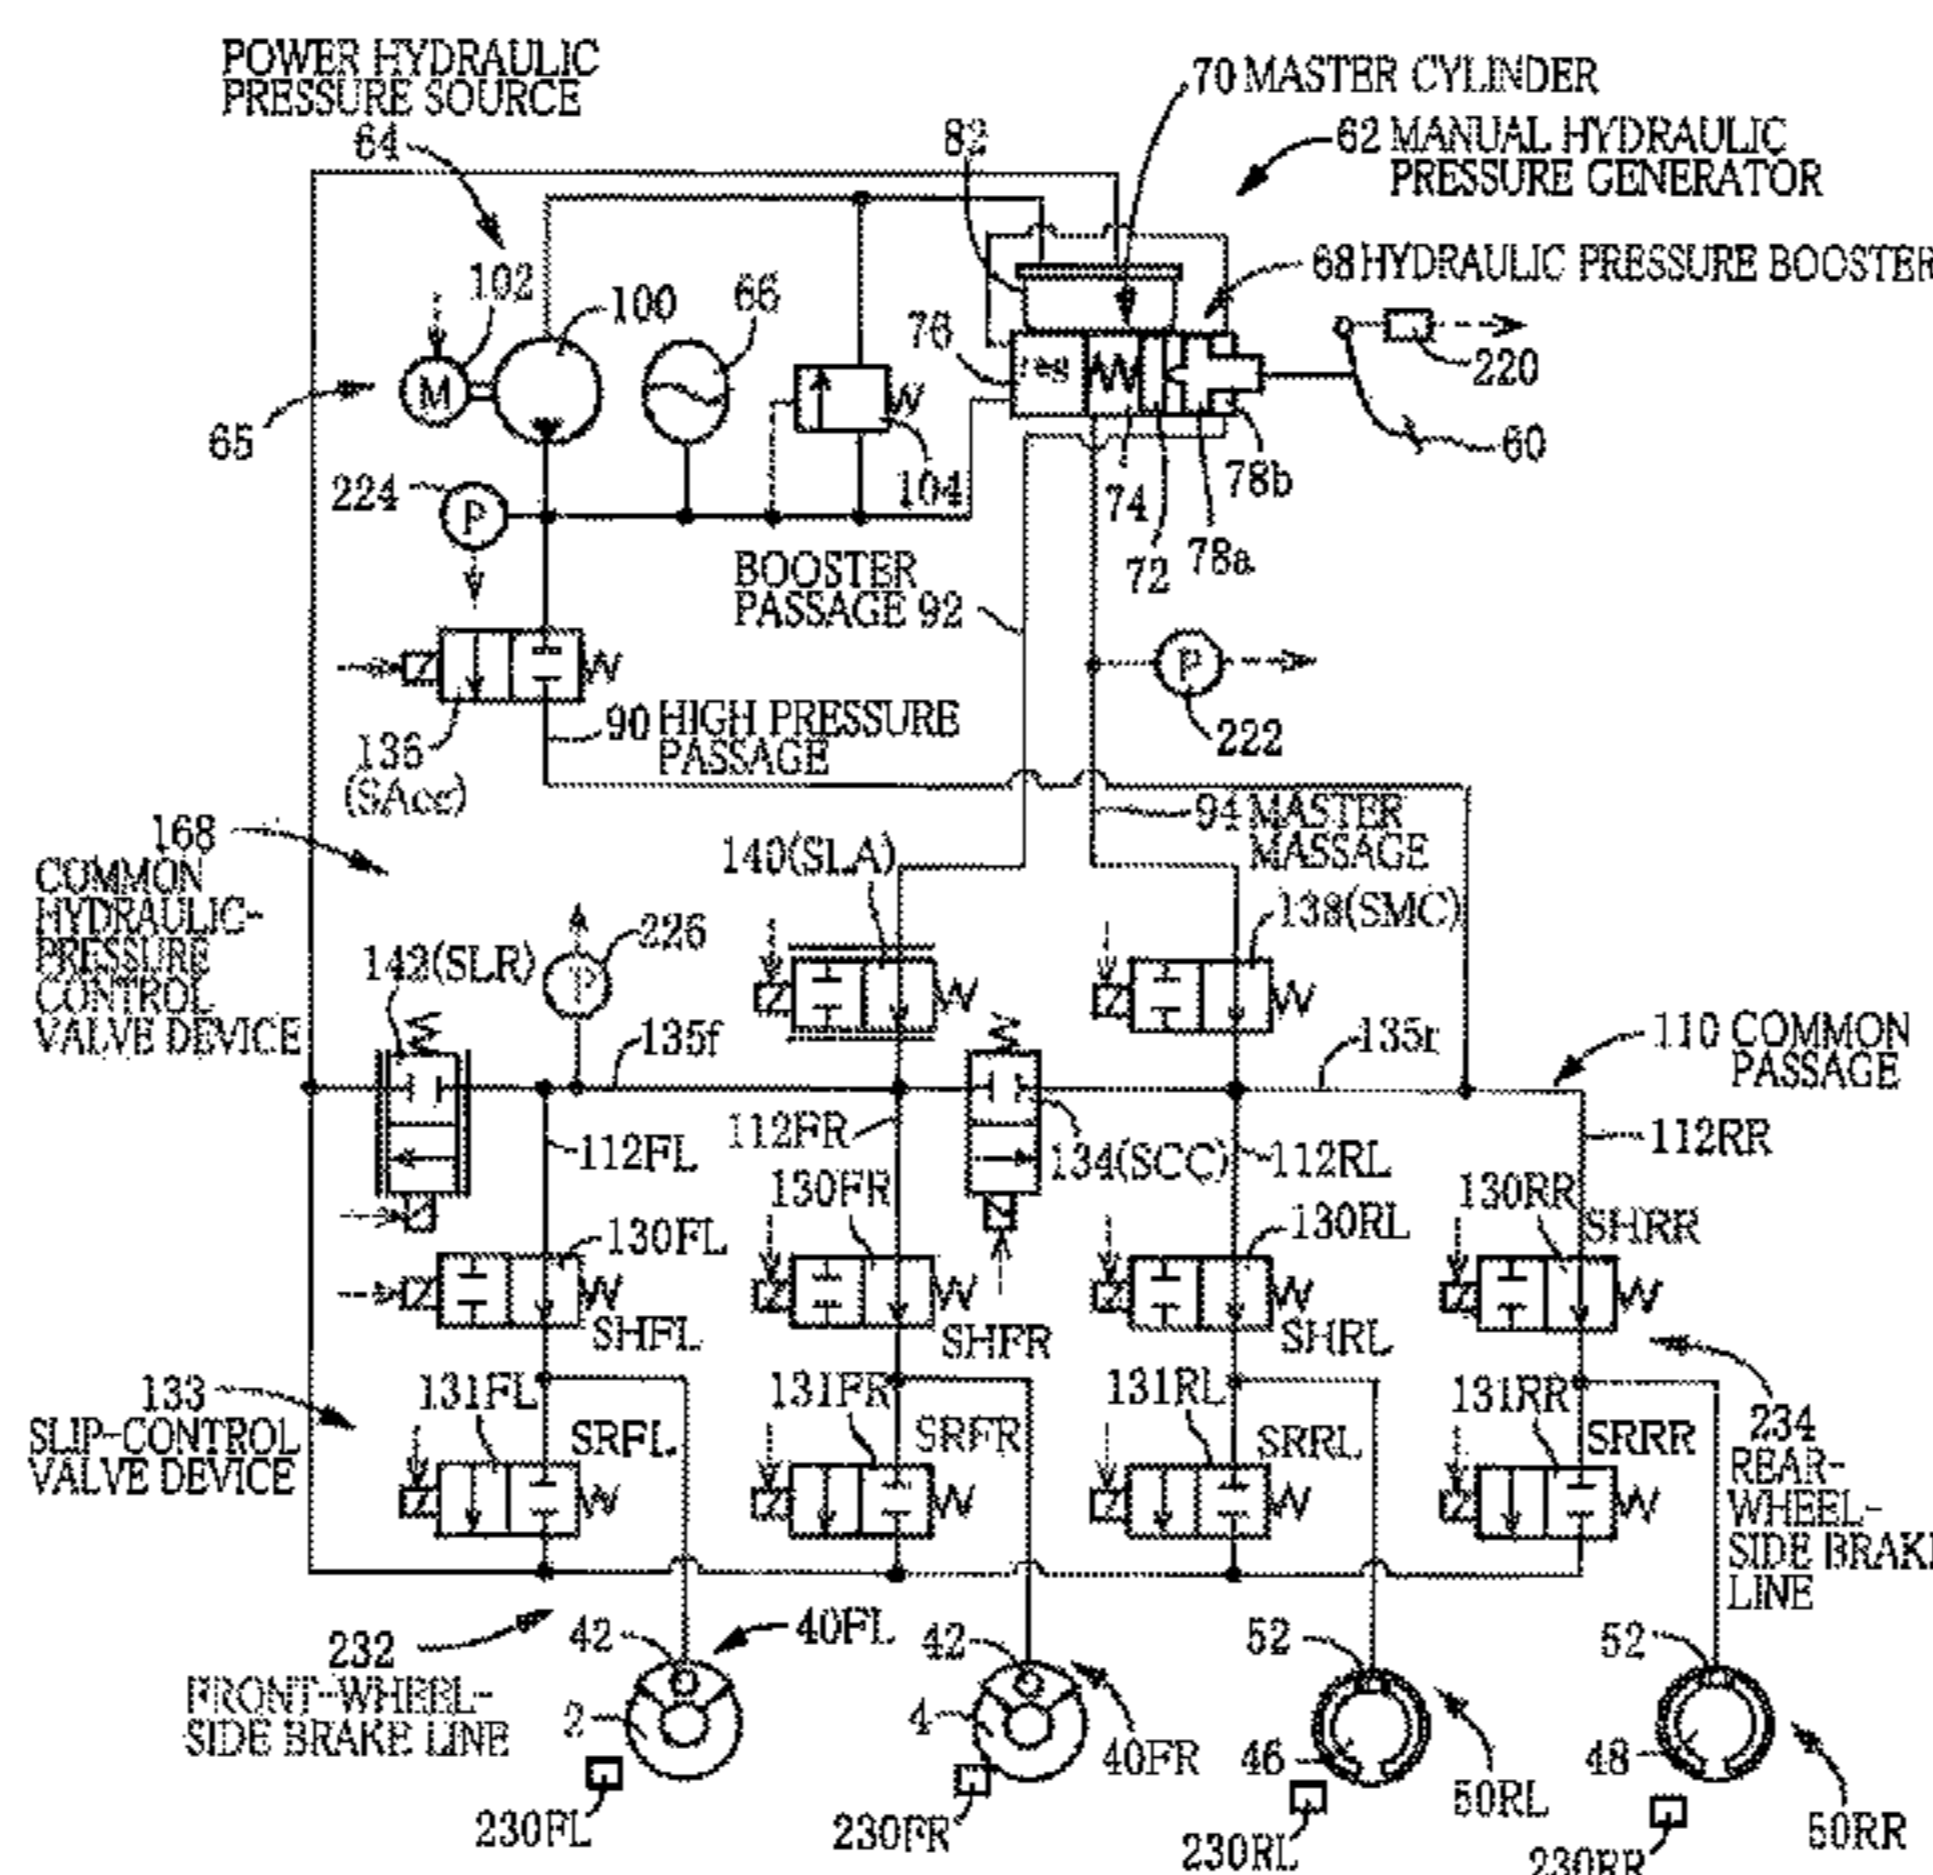 POWER HYDRAULIC
PRESSURE SOURCE
64
70 MASTER CYLINDER
82
62 MANUAL HYDRAULIC
PRESSURE GENERATOR
68 HYDRAULIC PRESSURE BOOSTER
102
100
66
76
reg
220
M
65
104
60
224
P
74
78b
72
78a
BOOSTER
PASSAGE 92
P
222
136
(SAcc)
90 HIGH PRESSURE
PASSAGE
94 MASTER
MASSAGE
168
COMMON
HYDRAULIC-
PRESSURE
CONTROL
VALVE DEVICE
140(SLA)
138(SMC)
226
P
142(SLR)
135f
135r
110 COMMON
PASSAGE
112FL
112FR
134(SCC)
112RL
112RR
130FL
130FR
130RL
130RR
SHRR
SHFL
SHFR
SHRL
133
SLIP-CONTROL
VALVE DEVICE
131FL
131FR
131RL
131RR
SRFL
SRFR
SRRL
SRRR
234
REAR-
WHEEL-
SIDE BRAKE
LINE
232
FRONT-WHEEL-
SIDE BRAKE LINE
42
40FL
42
52
52
2
4
40FR
46
50RL
48
50RR
230FL
230FR
230RL
230RR